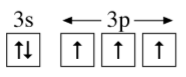 3s ← 3p →
↑↓ ↑ ↑ ↑